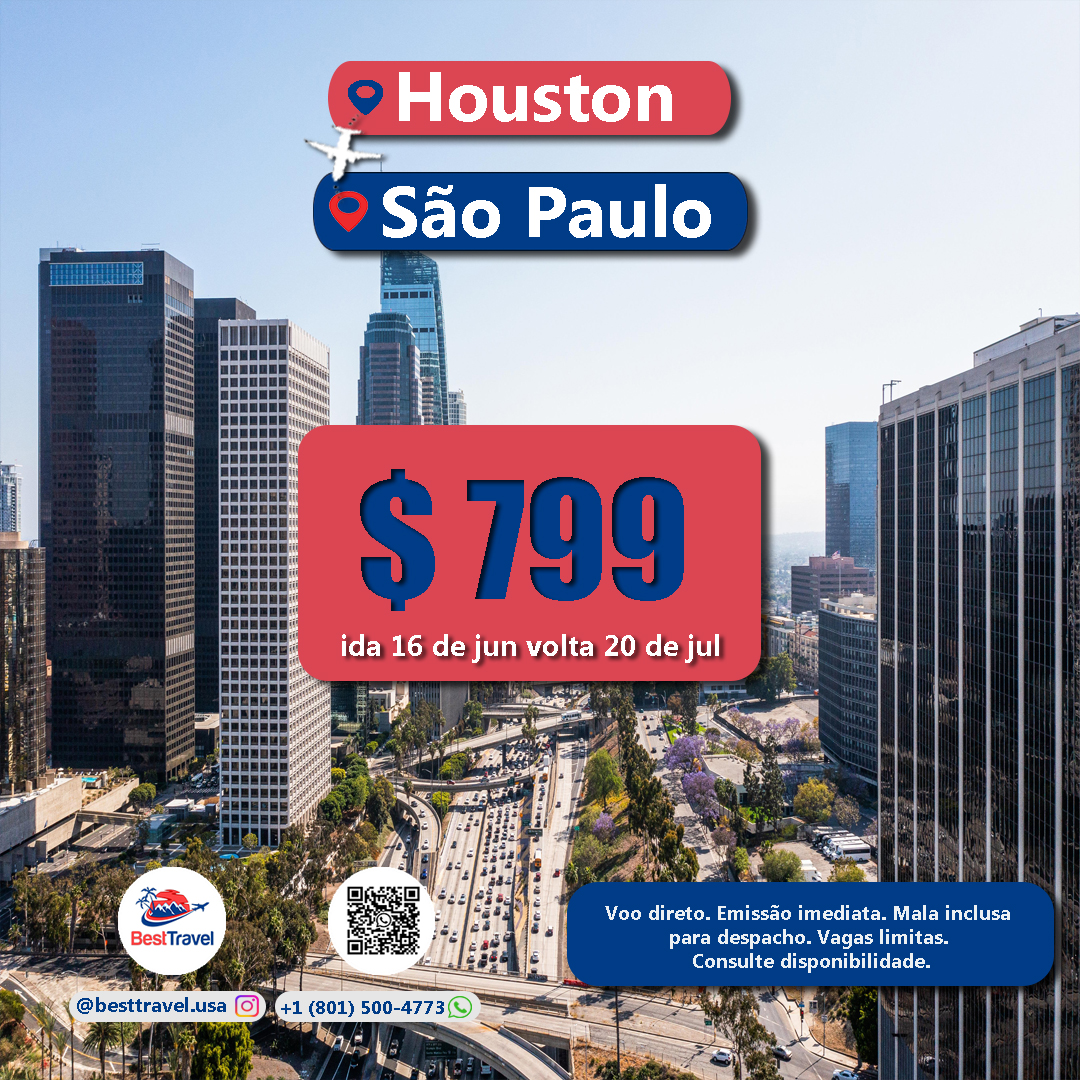 Houston
São Paulo
$ 799
ida 16 de jun volta 20 de jul
Voo direto. Emissão imediata. Mala inclusa
para despacho. Vagas limitas.
Consulte disponibilidade.
BestTravel
@besttravel.usa
+1 (801) 500-4773